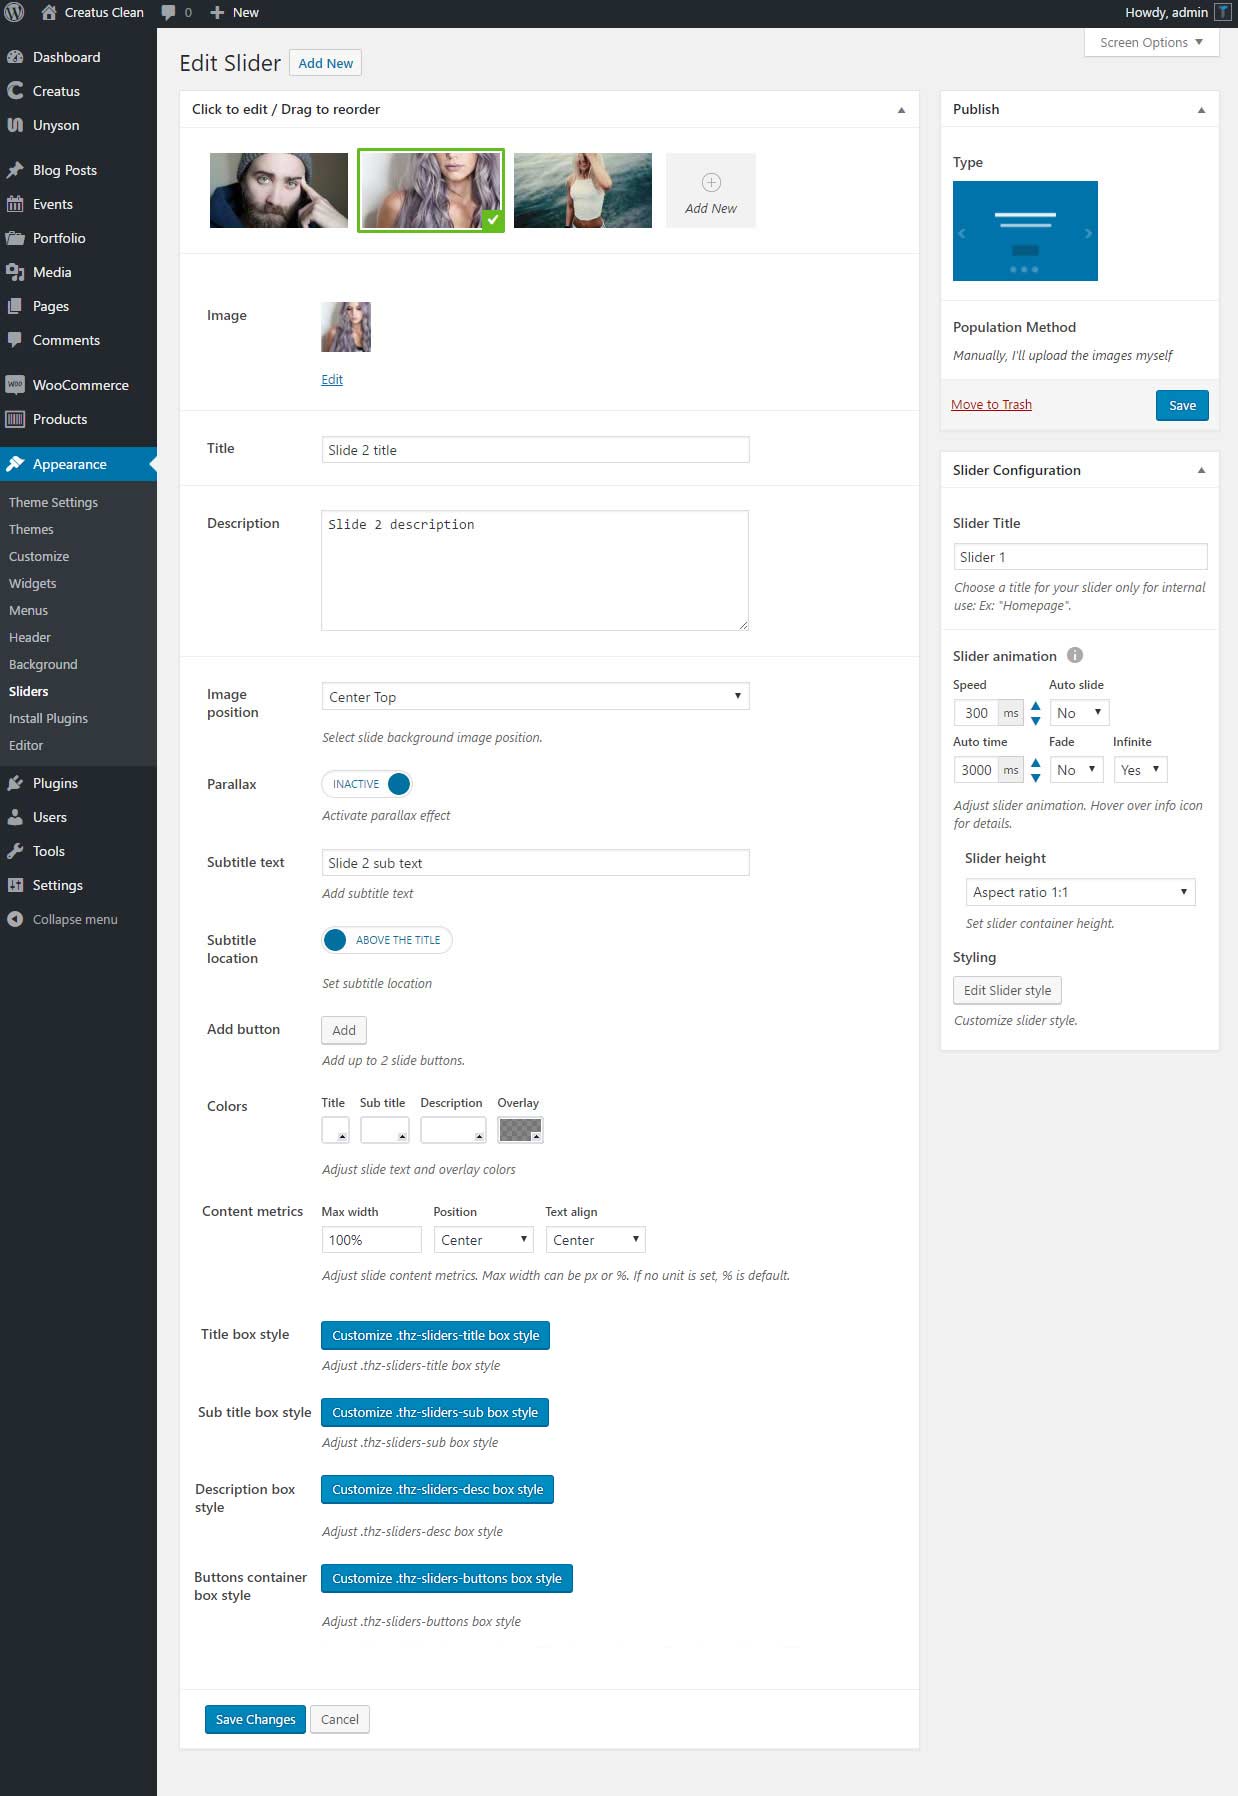 Creatus Clean 0 New
Howdy, admin
Dashboard
Creatus
Unyson
Blog Posts
Events
Portfolio
Media
Pages
Comments
WooCommerce
Products
Appearance
Theme Settings
Themes
Customize
Widgets
Menus
Header
Background
Sliders
Install Plugins
Editor
Plugins
Users
Tools
Settings
Collapse menu
Screen Options
Edit Slider Add New
Click to edit / Drag to reorder
Add New
Image
Edit
Title Slide 2 title
Description Slide 2 description
Image
position
Center Top
Select slide background image position.
Parallax INACTIVE
Activate parallax effect
Subtitle text Slide 2 sub text
Add subtitle text
Subtitle
location
ABOVE THE TITLE
Set subtitle location
Add button Add
Add up to 2 slide buttons.
Colors
Title Sub title Description Overlay
Adjust slide text and overlay colors
Content metrics Max width Position Text align
100% Center Center
Adjust slide content metrics. Max width can be px or %. If no unit is set, % is default.
Title box style Customize .thz-sliders-title box style
Adjust .thz-sliders-title box style
Sub title box style Customize .thz-sliders-sub box style
Adjust .thz-sliders-sub box style
Description box
style
Customize .thz-sliders-desc box style
Adjust .thz-sliders-desc box style
Buttons container
box style
Customize .thz-sliders-buttons box style
Adjust .thz-sliders-buttons box style
Save Changes Cancel
Publish
Type
Population Method
Manually, I'll upload the images myself
Move to Trash Save
Slider Configuration
Slider Title
Slider 1
Choose a title for your slider only for internal
use: Ex: "Homepage".
Slider animation
Speed Auto slide
300 ms No
Auto time Fade Infinite
3000 ms No Yes
Adjust slider animation. Hover over info icon
for details.
Slider height
Aspect ratio 1:1
Set slider container height.
Styling
Edit Slider style
Customize slider style.